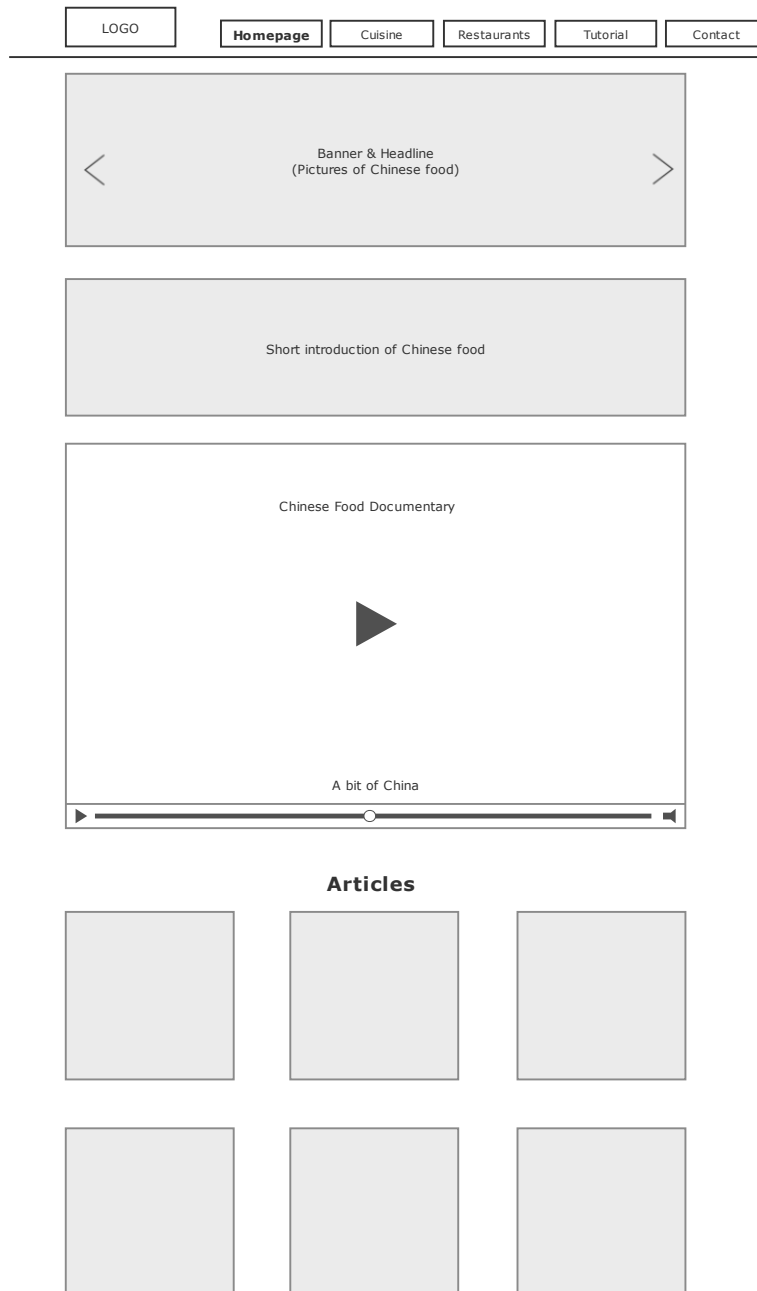 LOGO
Homepage
Cuisine
Restaurants
Tutorial
Contact
Banner & Headline
(Pictures of Chinese food)
Short introduction of Chinese food
Chinese Food Documentary
A bit of China
Articles